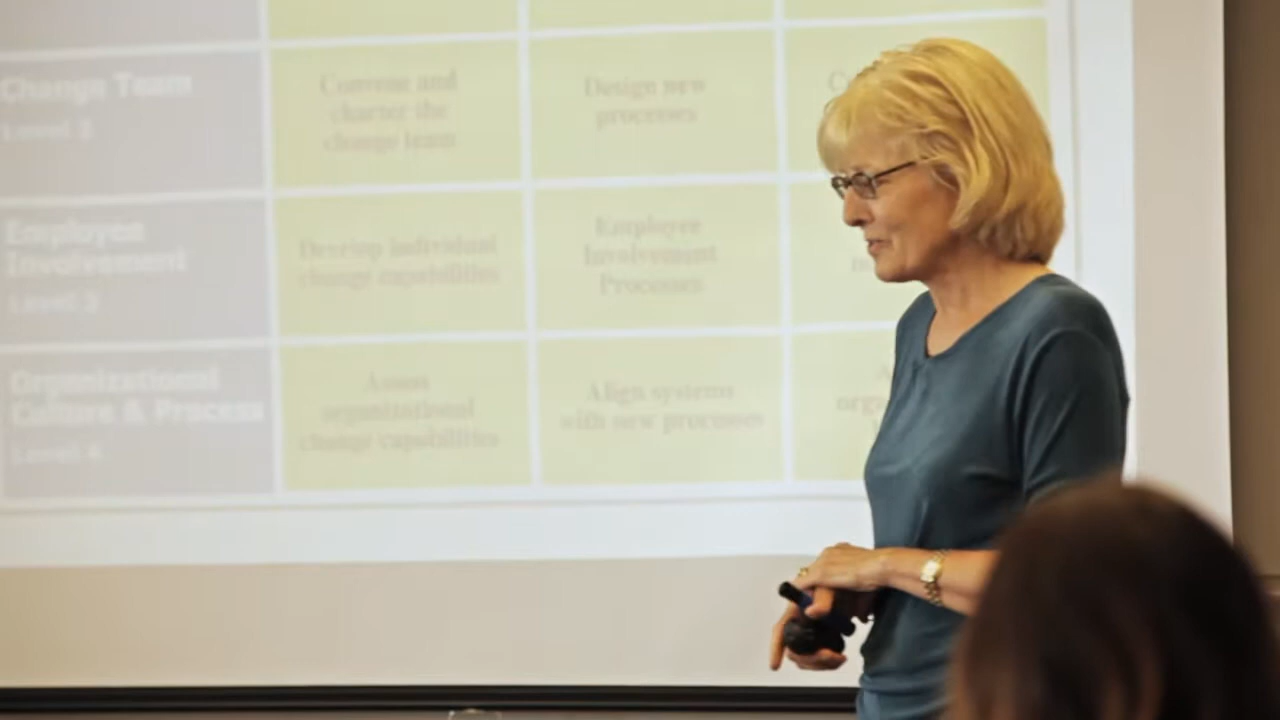 Change Team
Level 2
Convene and
charter the
change team
Design new
processes
Employee
Involvement
Level 3
Develop individual
change capabilities
Employee
Involvement
Processes
Organizational
Culture & Process
Level 4
Assess
organizational
change capabilities
Align systems
with new processes